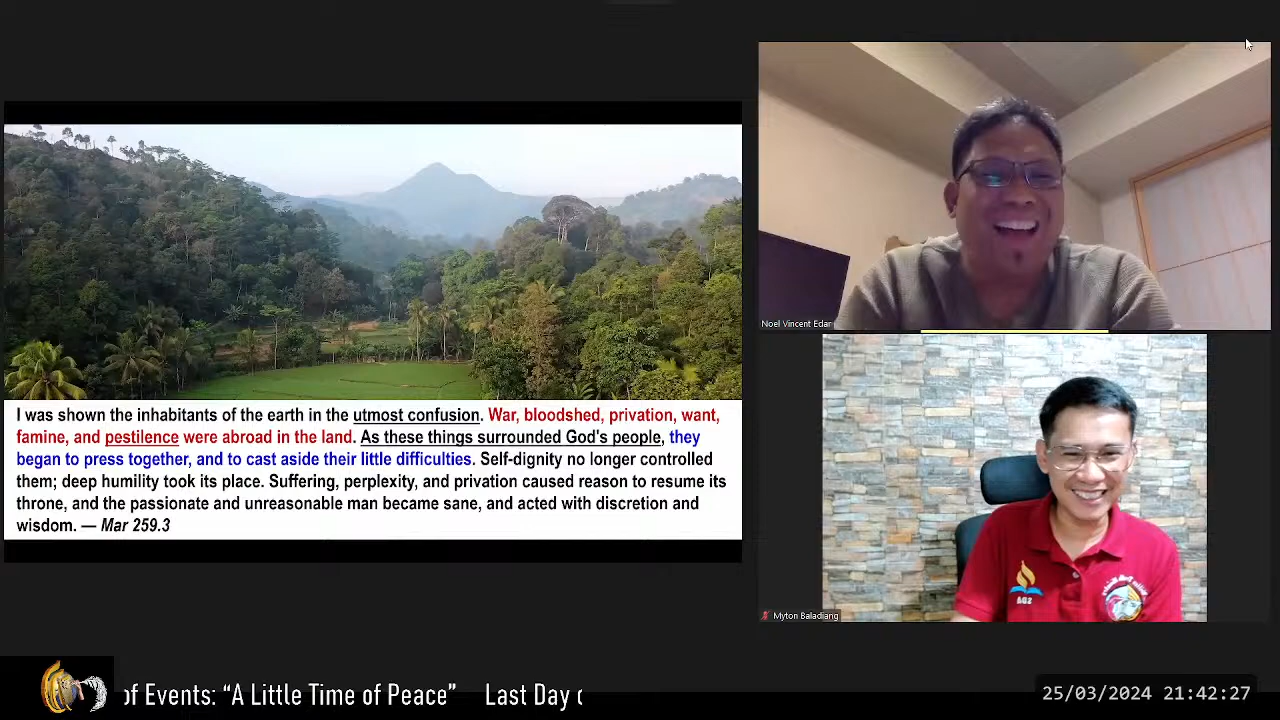 I was shown the inhabitants of the earth in the utmost confusion. War, bloodshed, privation, want,
famine, and pestilence were abroad in the land. As these things surrounded God's people, they
began to press together, and to cast aside their little difficulties. Self-dignity no longer controlled
them; deep humility took its place. Suffering, perplexity, and privation caused reason to resume its
throne, and the passionate and unreasonable man became sane, and acted with discretion and
wisdom. — Mar 259.3
Noel Vincent Edar
SDA
Myton Baladiang
of Events: “A Little Time of Peace” Last Day
25/03/2024 21:42:27